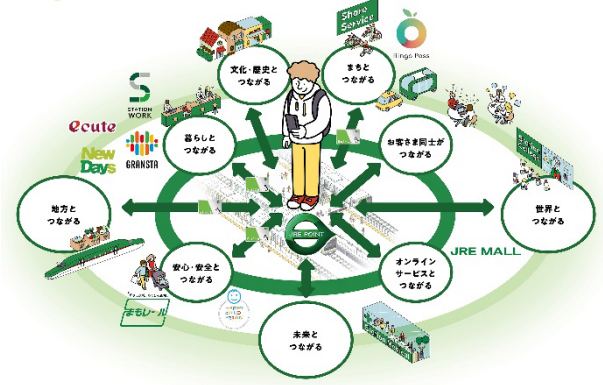 Share
Service
Ringo Pass
文化・歴史と
つながる
まちと
つながる
STATION
WORK
ecute
New
Days
GRANSTA
暮らしと
つながる
お客さま同士が
つながる
地方と
つながる
世界と
つながる
JRE POINT
JRE MALL
安心・安全と
つながる
オンライン
サービスと
つながる
まもレール
未来と
つながる